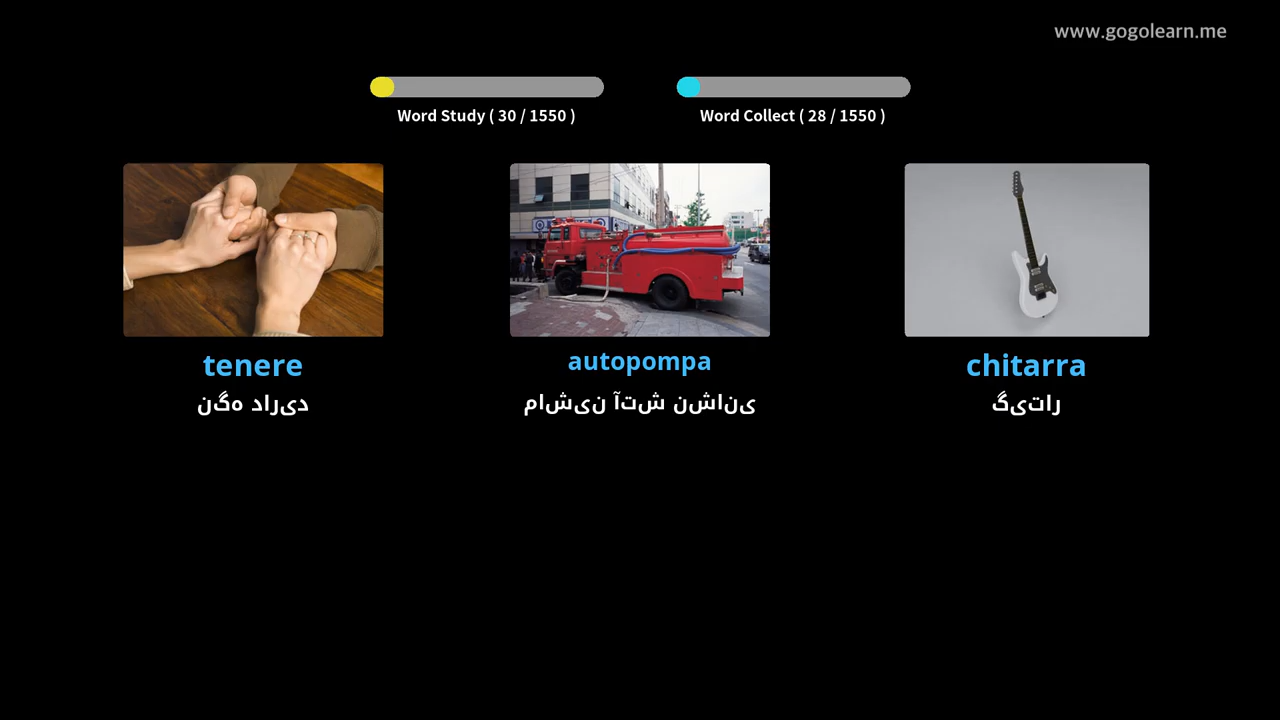 www.gogolearn.me
Word Study ( 30 / 1550 )
Word Collect ( 28 / 1550 )
tenere
نگه دارید
autopompa
ماشین آتش نشانی
chitarra
گیتار